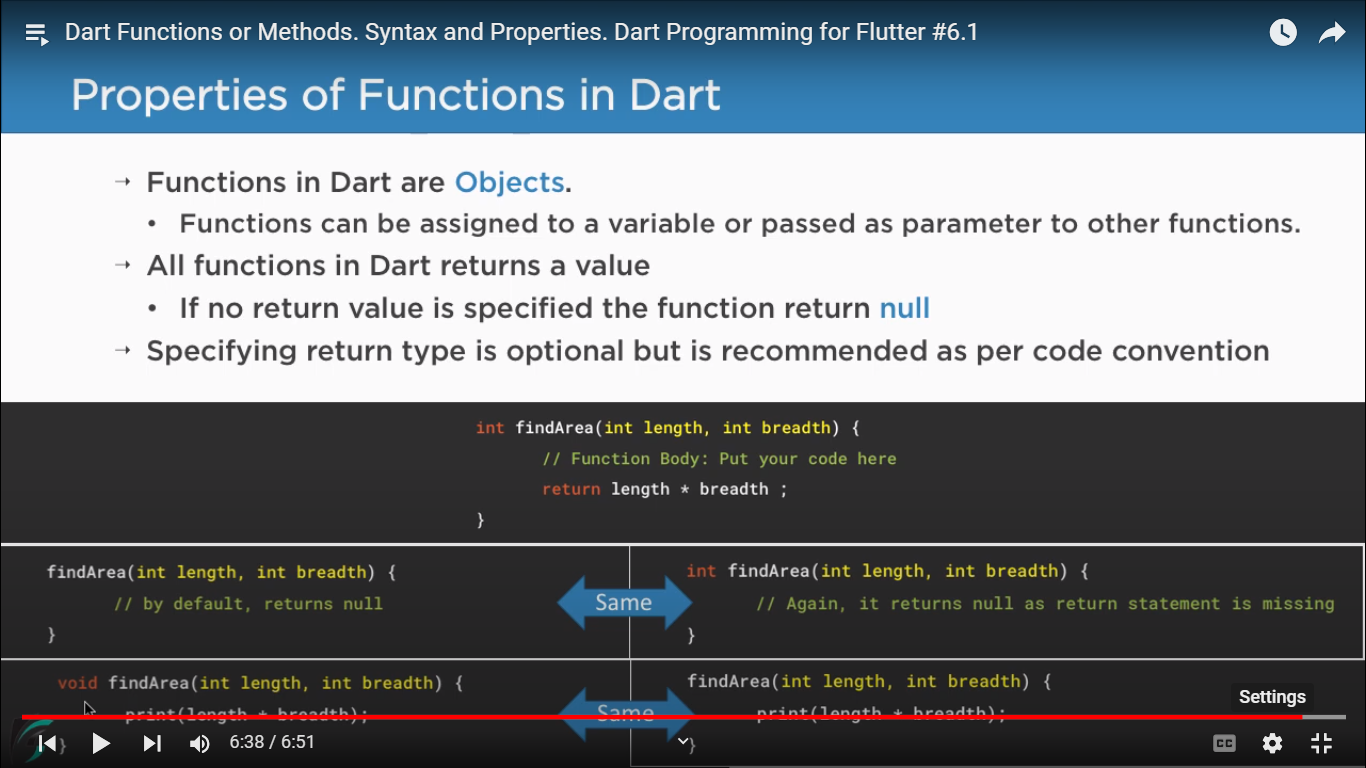 Dart Functions or Methods. Syntax and Properties. Dart Programming for Flutter #6.1
Properties of Functions in Dart
→ Functions in Dart are Objects.
• Functions can be assigned to a variable or passed as parameter to other functions.
→ All functions in Dart returns a value
• If no return value is specified the function return null
→ Specifying return type is optional but is recommended as per code convention
int findArea(int length, int breadth) {
// Function Body: Put your code here
return length * breadth ;
}
findArea(int length, int breadth) {
// by default, returns null
}
Same
int findArea(int length, int breadth) {
// Again, it returns null as return statement is missing
}
void findArea(int length, int breadth) {
print(length * breadth);
}
Same
findArea(int length, int breadth) {
print(length * breadth);
}
Settings
6:38 / 6:51
CC